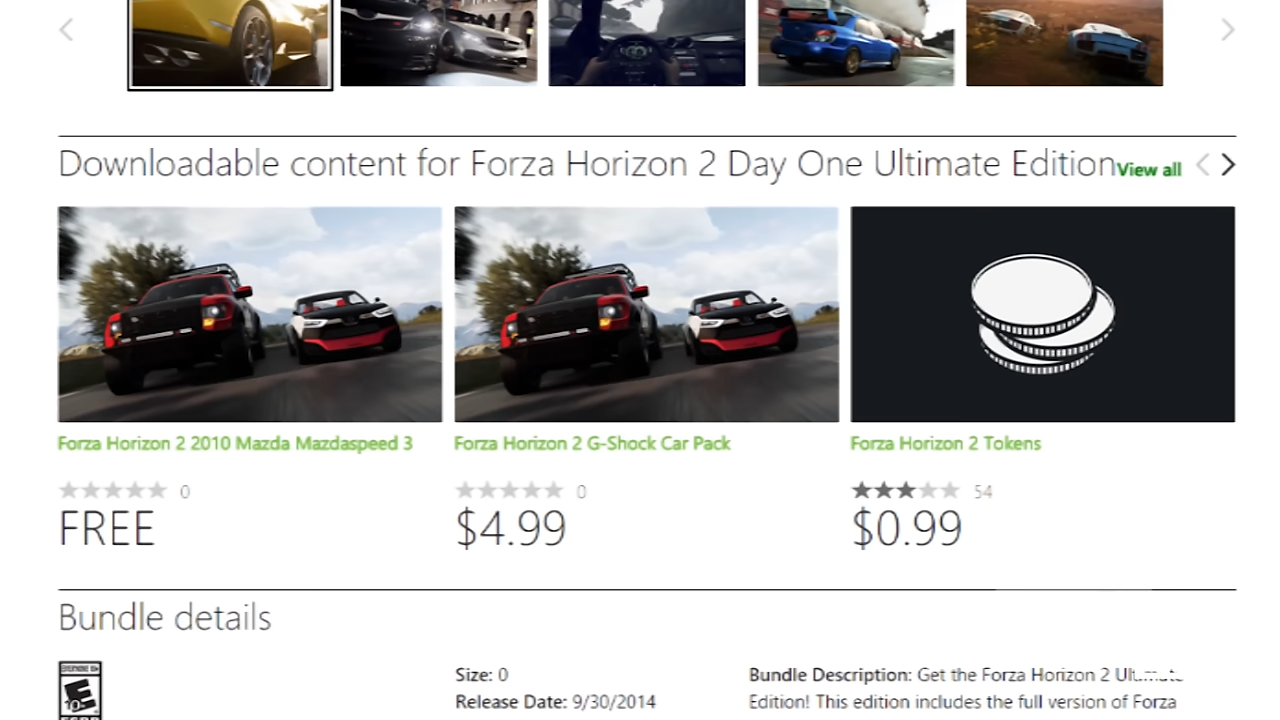 Downloadable content for Forza Horizon 2 Day One Ultimate Edition View all
Forza Horizon 2 2010 Mazda Mazdaspeed 3
Forza Horizon 2 G-Shock Car Pack
Forza Horizon 2 Tokens
0
0
54
FREE
$4.99
$0.99
Bundle details
EVERYONE 10+
E
10+
Size: 0
Release Date: 9/30/2014
Bundle Description: Get the Forza Horizon 2
Edition! This edition includes the full version of Forza